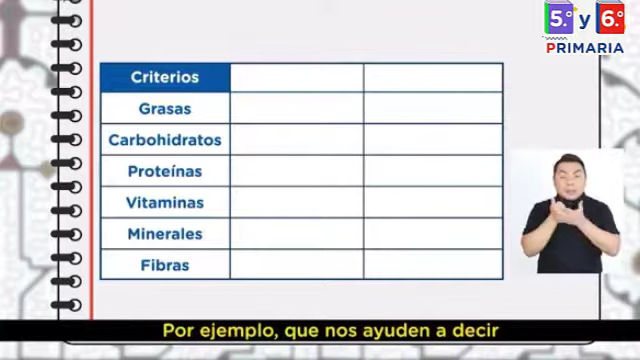 5.º y 6.º
PRIMARIA
Criterios
Grasas
Carbohidratos
Proteínas
Vitaminas
Minerales
Fibras
Por ejemplo, que nos ayuden a decir